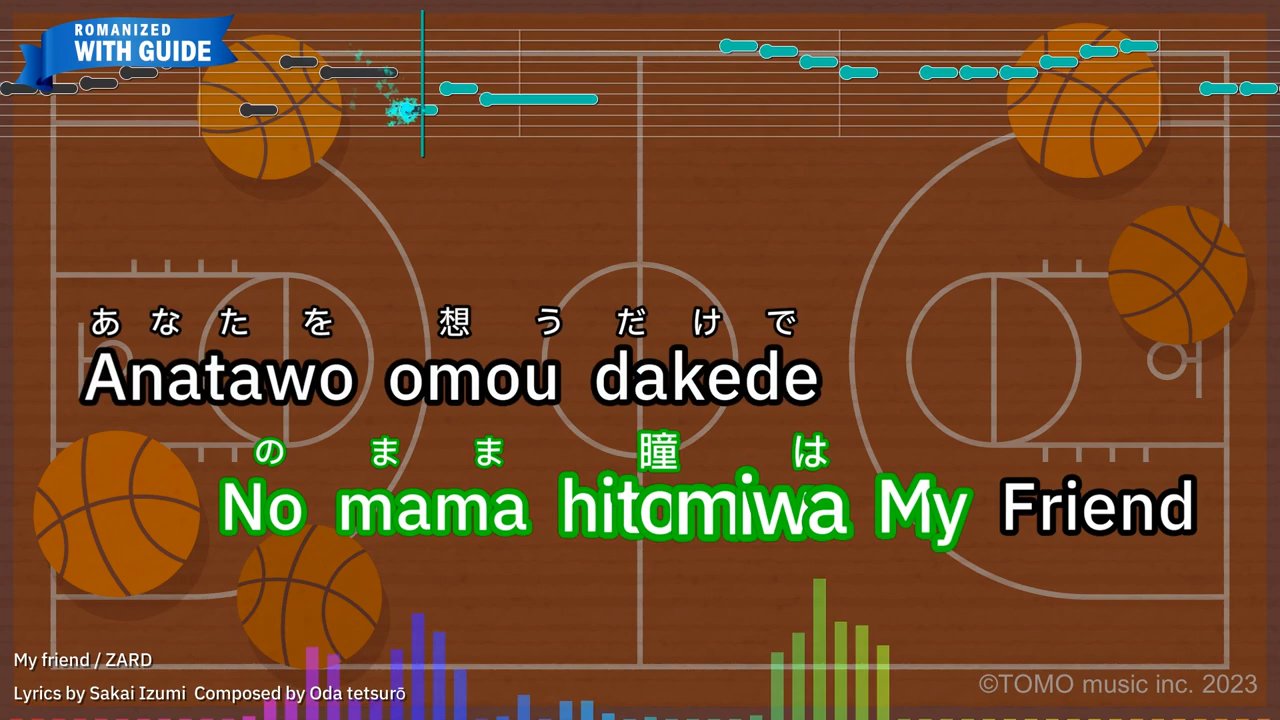 ROMANIZED
WITH GUIDE
あなたを 想う だけで
Anatawo omou dakede
の まま 瞳は
No mama hitomiwa My Friend
My friend / ZARD
Lyrics by Sakai Izumi Composed by Oda tetsurō
©TOMO music inc. 2023